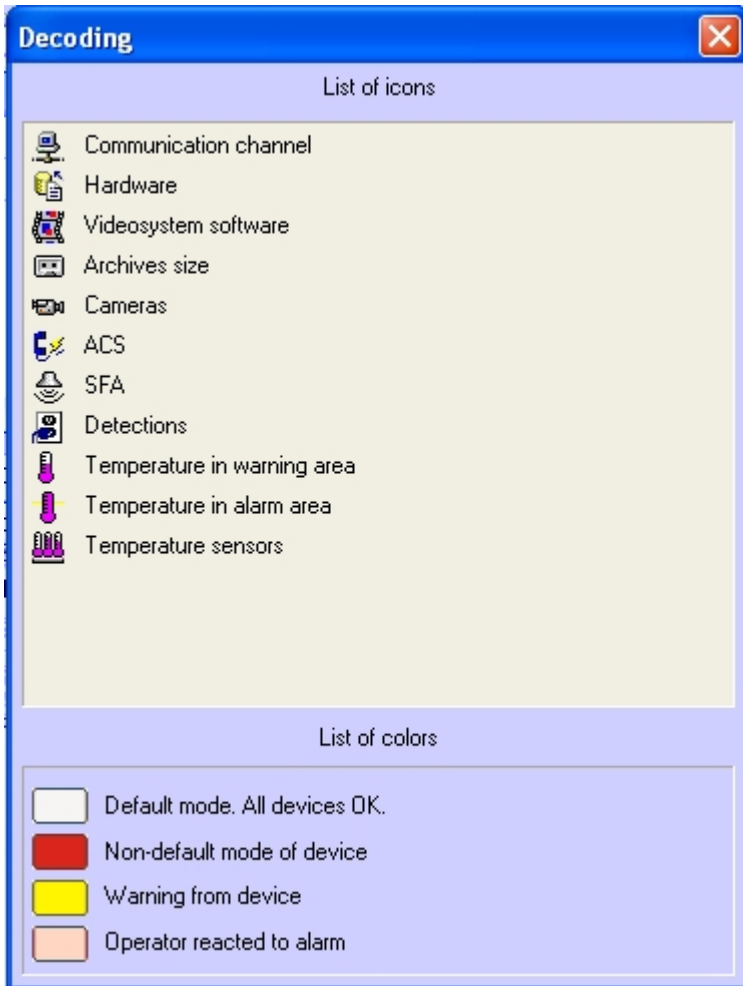 Decoding
List of icons
Communication channel
Hardware
Videosystem software
Archives size
Cameras
ACS
SFA
Detections
Temperature in warning area
Temperature in alarm area
Temperature sensors
List of colors
Default mode. All devices OK.
Non-default mode of device
Warning from device
Operator reacted to alarm